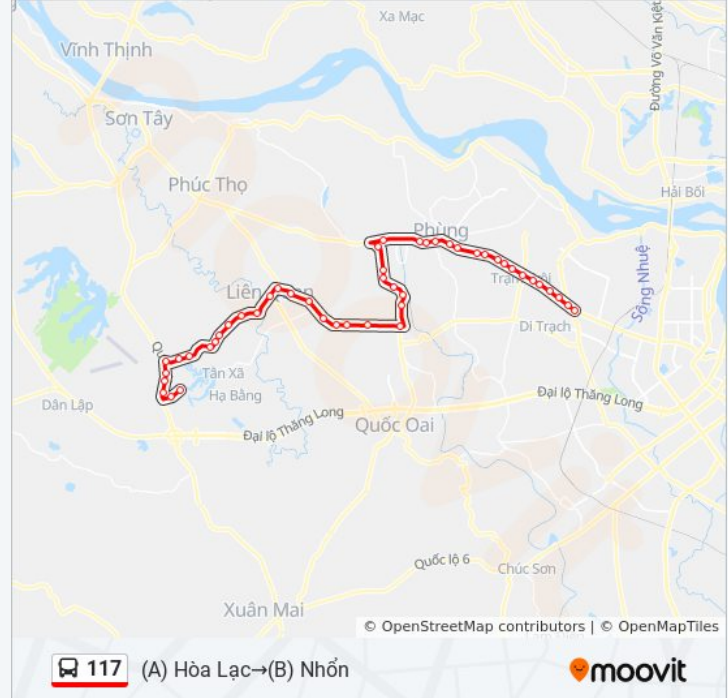 Xa Mạc
Vĩnh Thịnh
Đường Võ Văn Kiệt
Sơn Tây
Phúc Thọ
Hải Bối
Phùng
Sông Nhuệ
Liên
Di Trạch
Tân Xã
Hạ Bằng
Dân Lập
Đại lộ Thăng Long
Đại lộ Thăng Long
Quốc Oai
Quốc lộ 6
Chúc Sơn
Xuân Mai
© OpenStreetMap contributors | © OpenMapTiles
117 (A) Hòa Lạc→(B) Nhổn
moovit